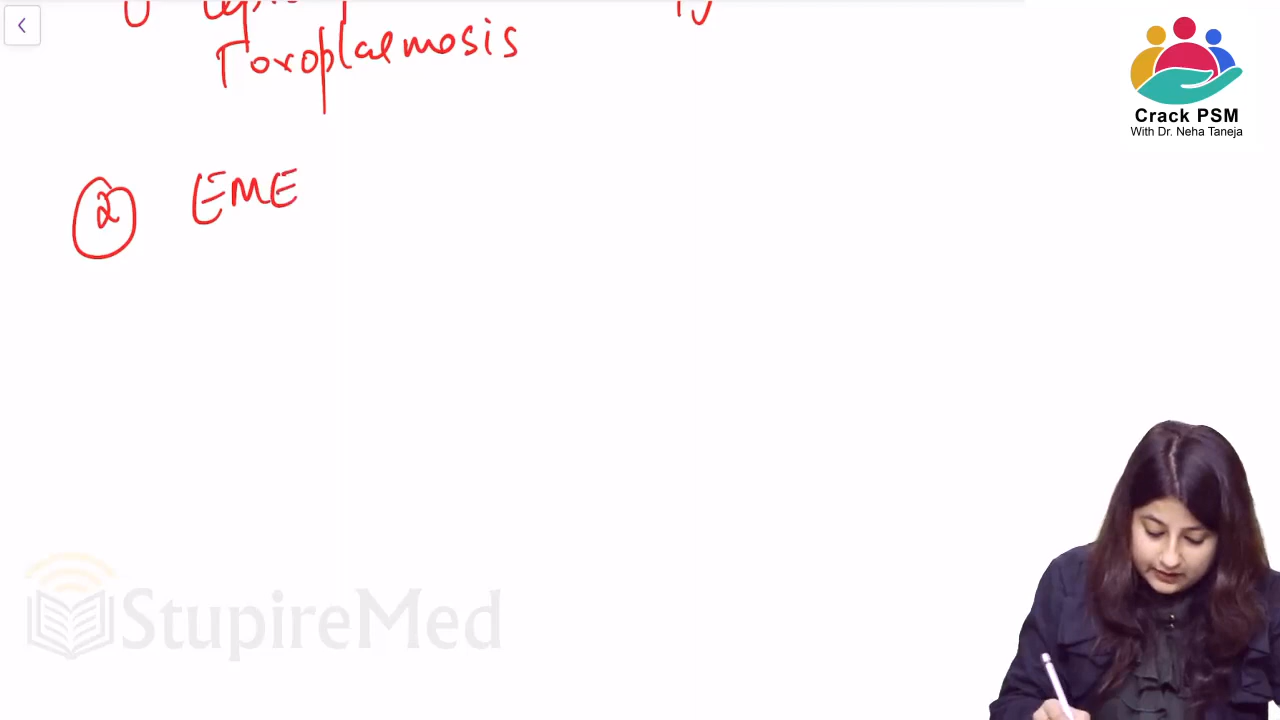 Toxoplasmosis
② EME
Crack PSM
With Dr. Neha Taneja
StupireMed